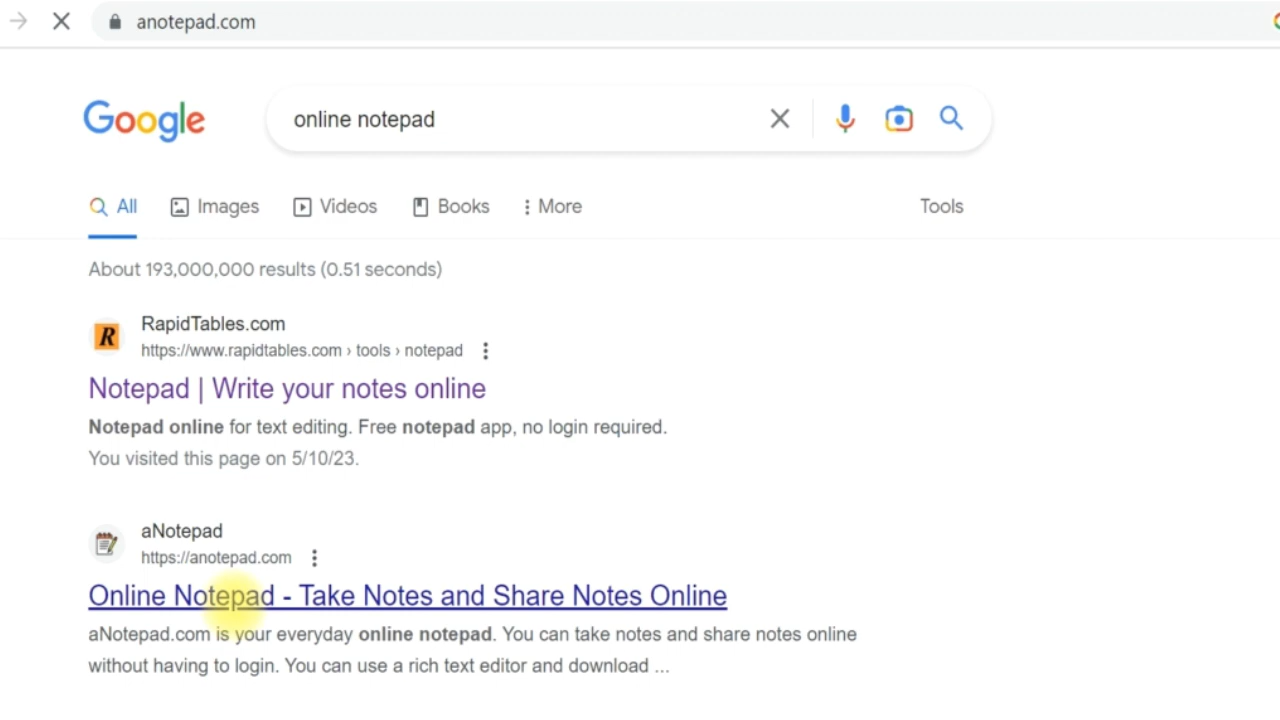 anotepad.com
Google
online notepad
All Images Videos Books More Tools
About 193,000,000 results (0.51 seconds)
R
RapidTables.com
https://www.rapidtables.com › tools › notepad
Notepad | Write your notes online
Notepad online for text editing. Free notepad app, no login required.
You visited this page on 5/10/23.
aNotepad
https://anotepad.com
Online Notepad - Take Notes and Share Notes Online
aNotepad.com is your everyday online notepad. You can take notes and share notes online
without having to login. You can use a rich text editor and download ...